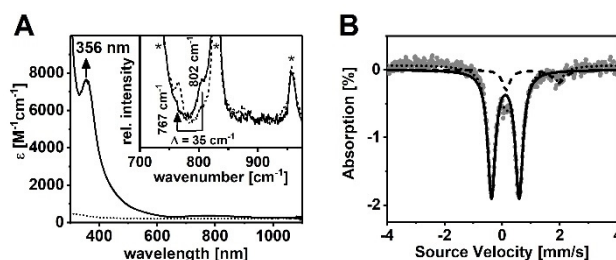 A
356 nm
8000
6000
4000
2000
0
ε [M⁻¹cm⁻¹]
400
600
800
1000
wavelength [nm]
rel. intensity
*
*
*
802 cm⁻¹
767 cm⁻¹
Λ = 35 cm⁻¹
700
800
900
wavenumber [cm⁻¹]
B
0
-1
-2
Absorption [%]
-4
-2
0
2
4
Source Velocity [mm/s]